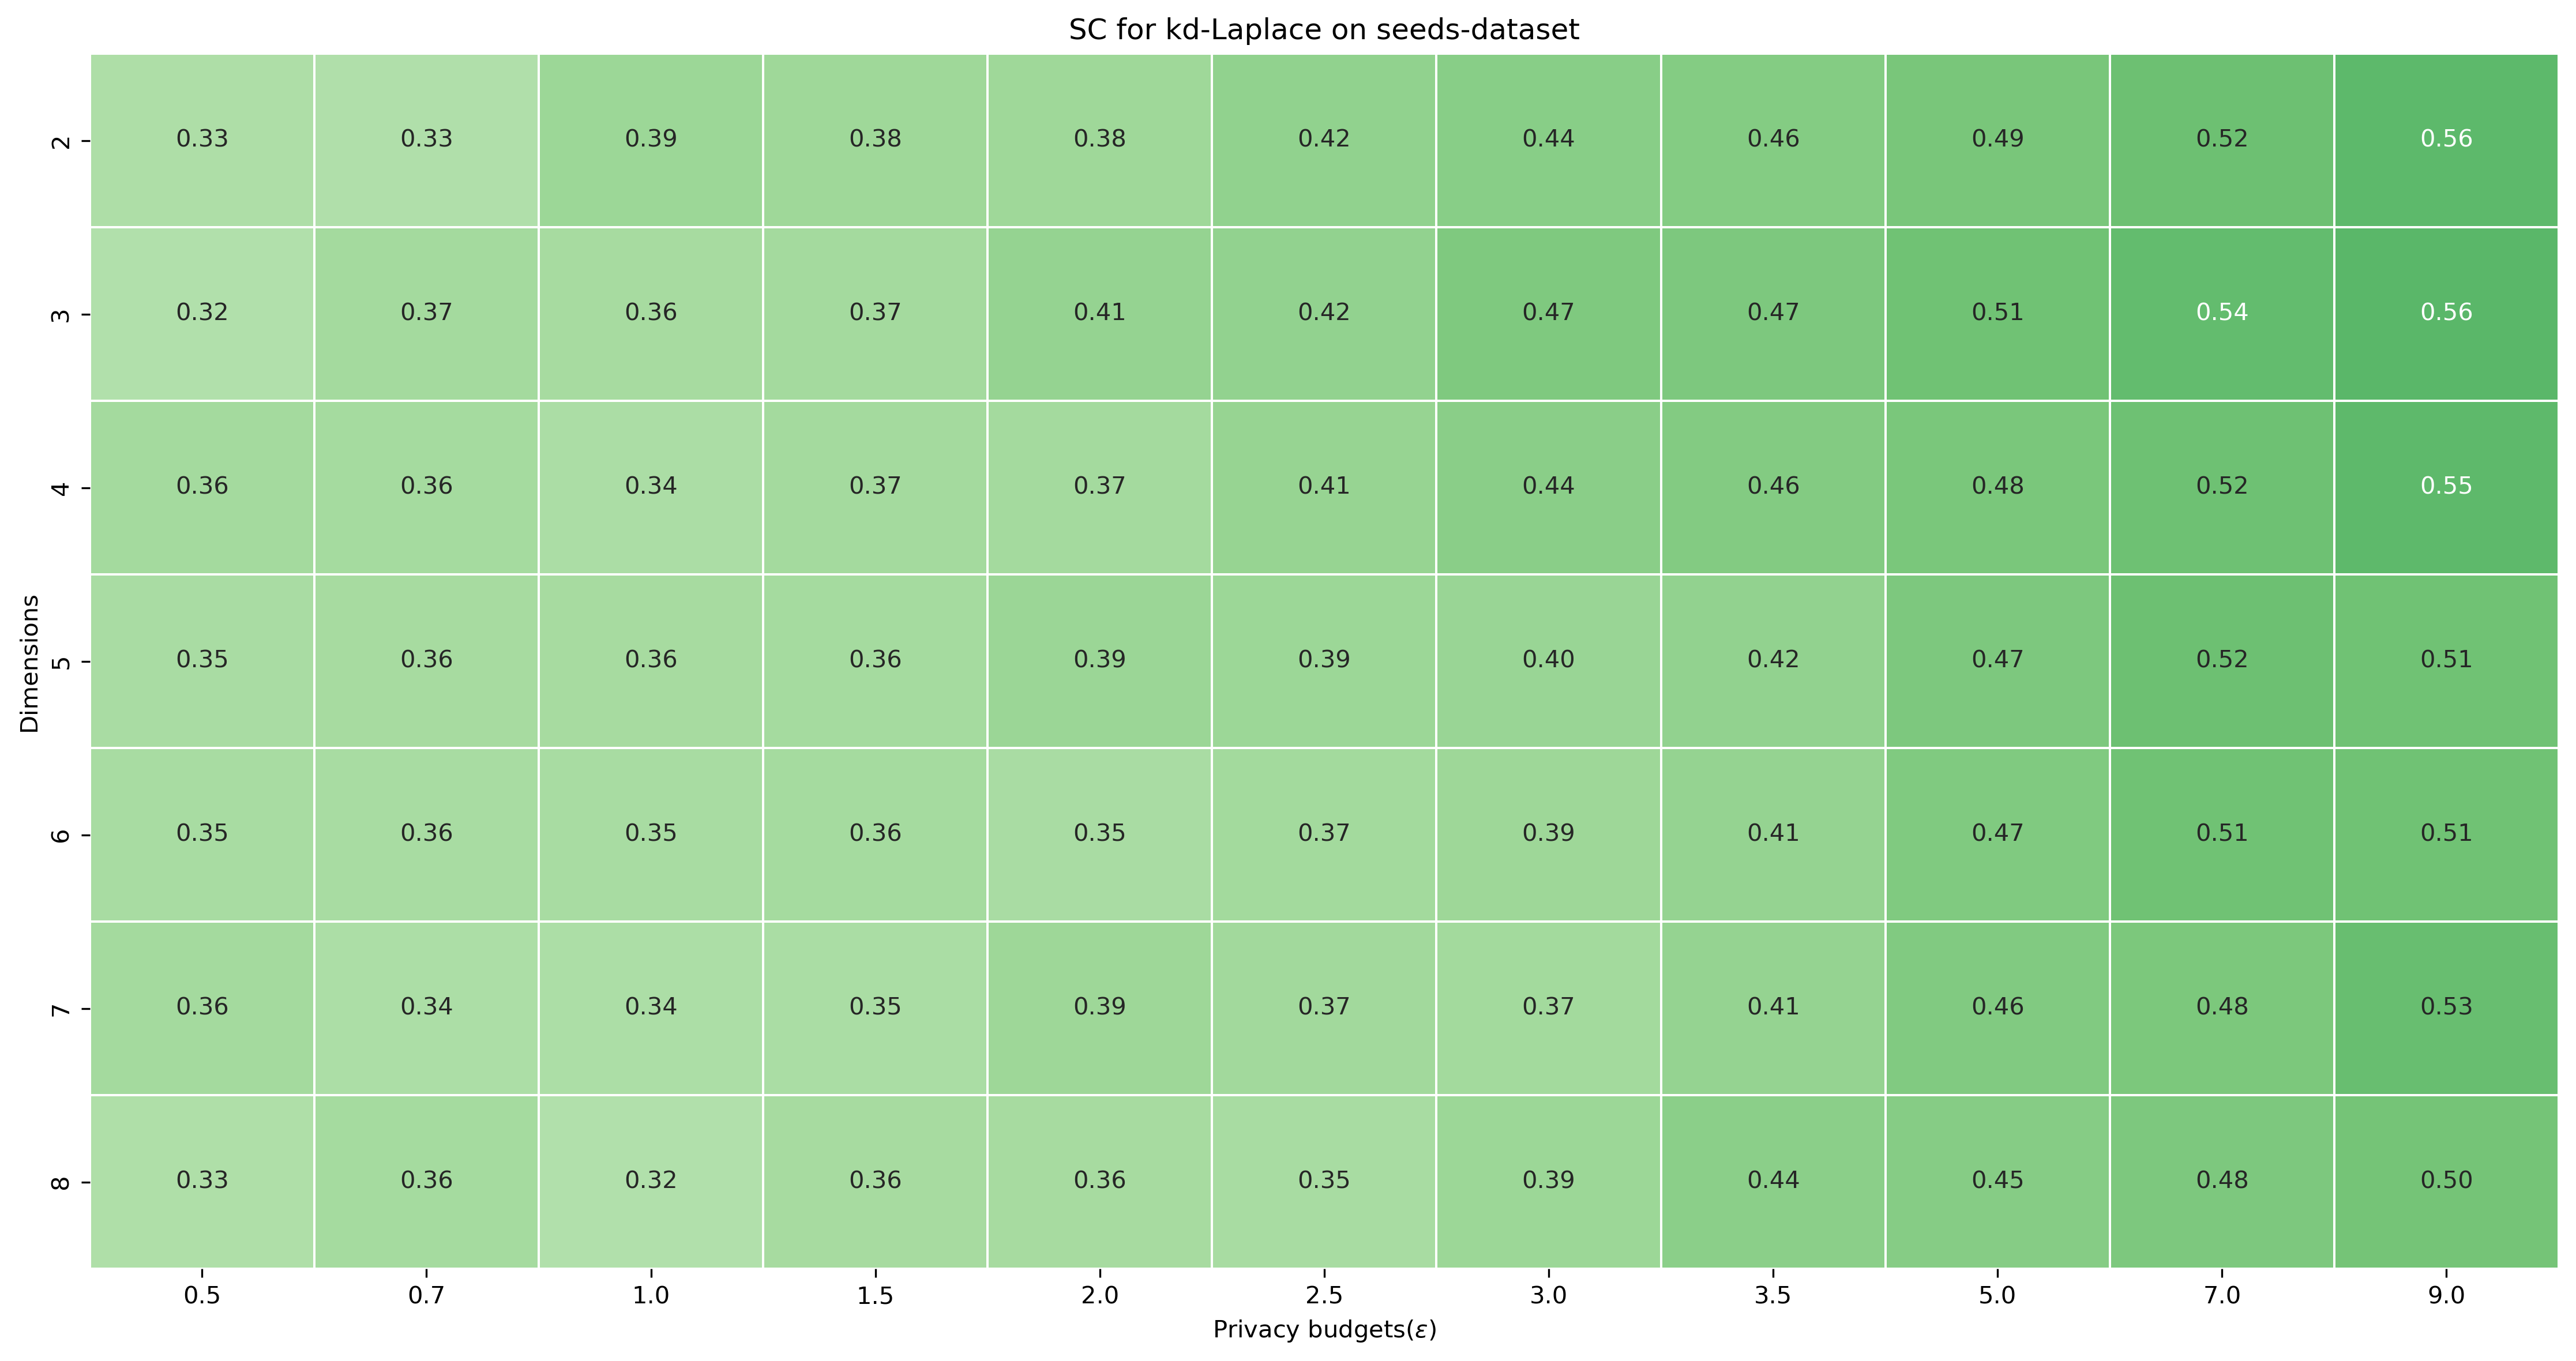 SC for kd-Laplace on seeds-dataset
2 0.33 0.33 0.39 0.38 0.38 0.42 0.44 0.46 0.49 0.52 0.56
3 0.32 0.37 0.36 0.37 0.41 0.42 0.47 0.47 0.51 0.54 0.56
4 0.36 0.36 0.34 0.37 0.37 0.41 0.44 0.46 0.48 0.52 0.55
5 0.35 0.36 0.36 0.36 0.39 0.39 0.40 0.42 0.47 0.52 0.51
6 0.35 0.36 0.35 0.36 0.35 0.37 0.39 0.41 0.47 0.51 0.51
7 0.36 0.34 0.34 0.35 0.39 0.37 0.37 0.41 0.46 0.48 0.53
8 0.33 0.36 0.32 0.36 0.36 0.35 0.39 0.44 0.45 0.48 0.50
Dimensions
0.5 0.7 1.0 1.5 2.0 2.5 3.0 3.5 5.0 7.0 9.0
Privacy budgets(ε)